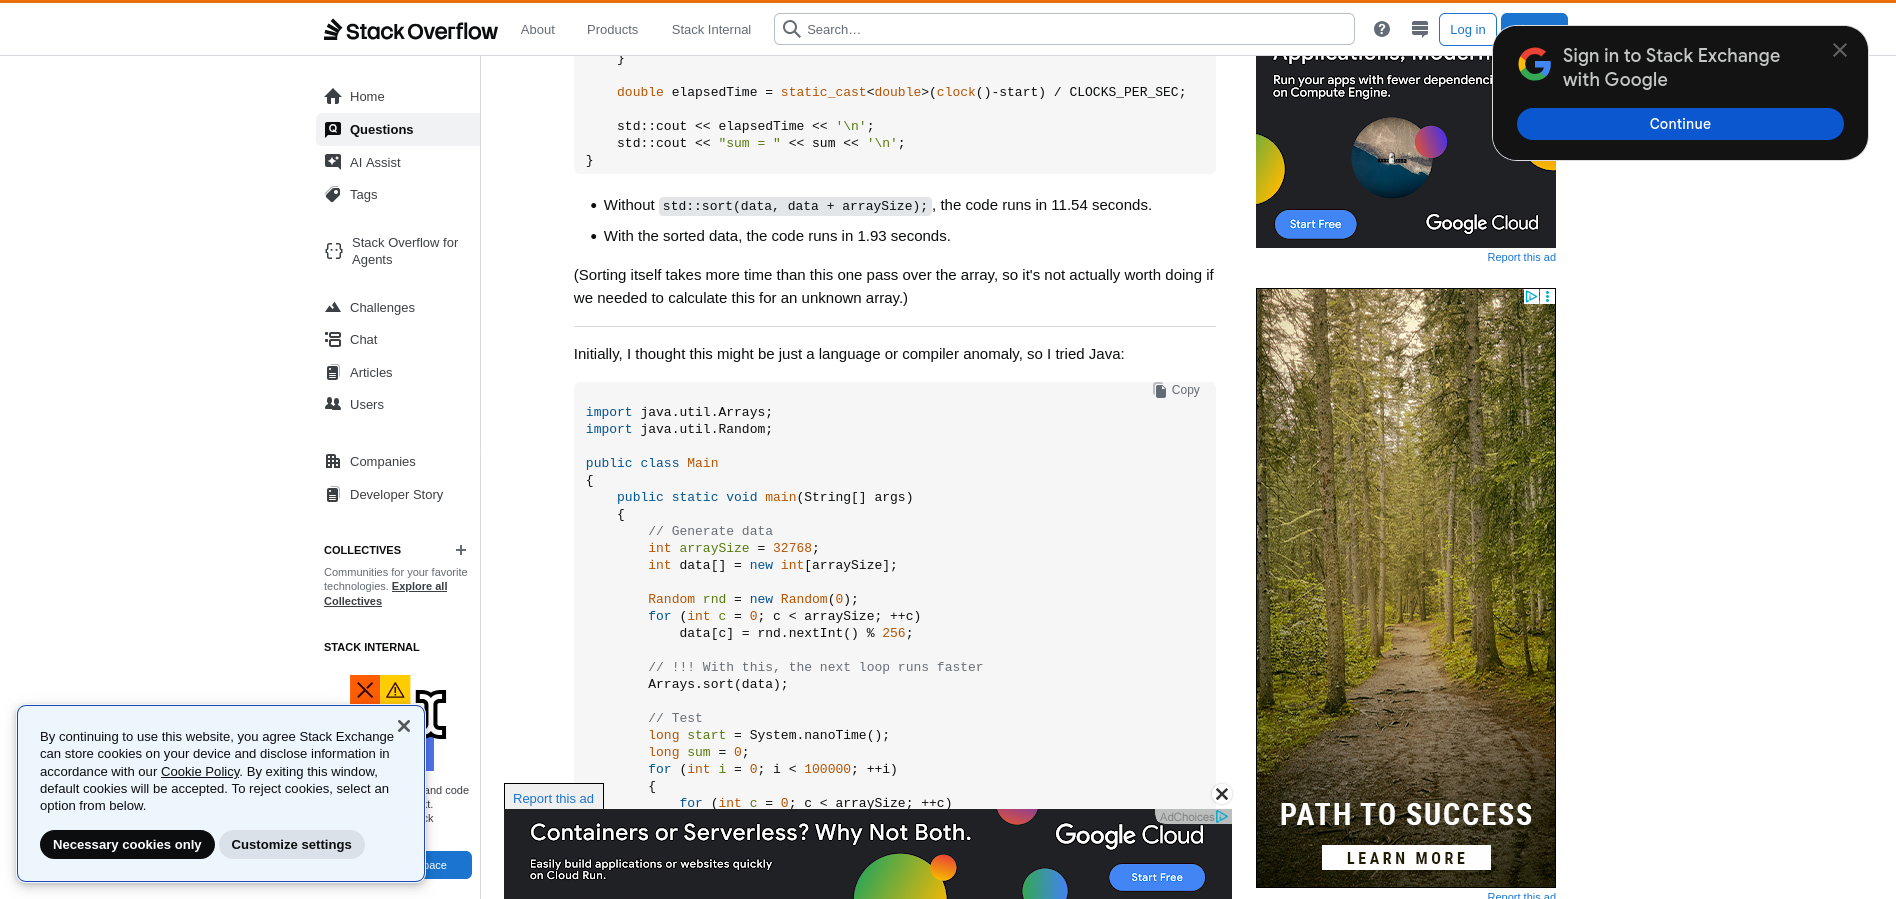 Stack Overflow
About
Products
Stack Internal
Search…
Log in
Home
Questions
AI Assist
Tags
Stack Overflow for
Agents
Challenges
Chat
Articles
Users
Companies
Developer Story
COLLECTIVES
Communities for your favorite
technologies. Explore all
Collectives
STACK INTERNAL
and code
By continuing to use this website, you agree Stack Exchange
can store cookies on your device and disclose information in
accordance with our Cookie Policy. By exiting this window,
default cookies will be accepted. To reject cookies, select an
option from below.
Necessary cookies only
Customize settings
}
double elapsedTime = static_cast<double>(clock()-start) / CLOCKS_PER_SEC;
std::cout << elapsedTime << '\n';
std::cout << "sum = " << sum << '\n';
}
• Without std::sort(data, data + arraySize);, the code runs in 11.54 seconds.
• With the sorted data, the code runs in 1.93 seconds.
(Sorting itself takes more time than this one pass over the array, so it's not actually worth doing if
we needed to calculate this for an unknown array.)
Initially, I thought this might be just a language or compiler anomaly, so I tried Java:
Copy
import java.util.Arrays;
import java.util.Random;
public class Main
{
public static void main(String[] args)
{
// Generate data
int arraySize = 32768;
int data[] = new int[arraySize];
Random rnd = new Random(0);
for (int c = 0; c < arraySize; ++c)
data[c] = rnd.nextInt() % 256;
// !!! With this, the next loop runs faster
Arrays.sort(data);
// Test
long start = System.nanoTime();
long sum = 0;
for (int i = 0; i < 100000; ++i)
{
for (int c = 0; c < arraySize; ++c)
Report this ad
AdChoices
Containers or Serverless? Why Not Both.
Easily build applications or websites quickly
on Cloud Run.
Google Cloud
Start Free
Sign in to Stack Exchange
with Google
Continue
Applications, Modern
Run your apps with fewer
on Compute Engine.
Start Free
Google Cloud
Report this ad
PATH TO SUCCESS
LEARN MORE
Report this ad